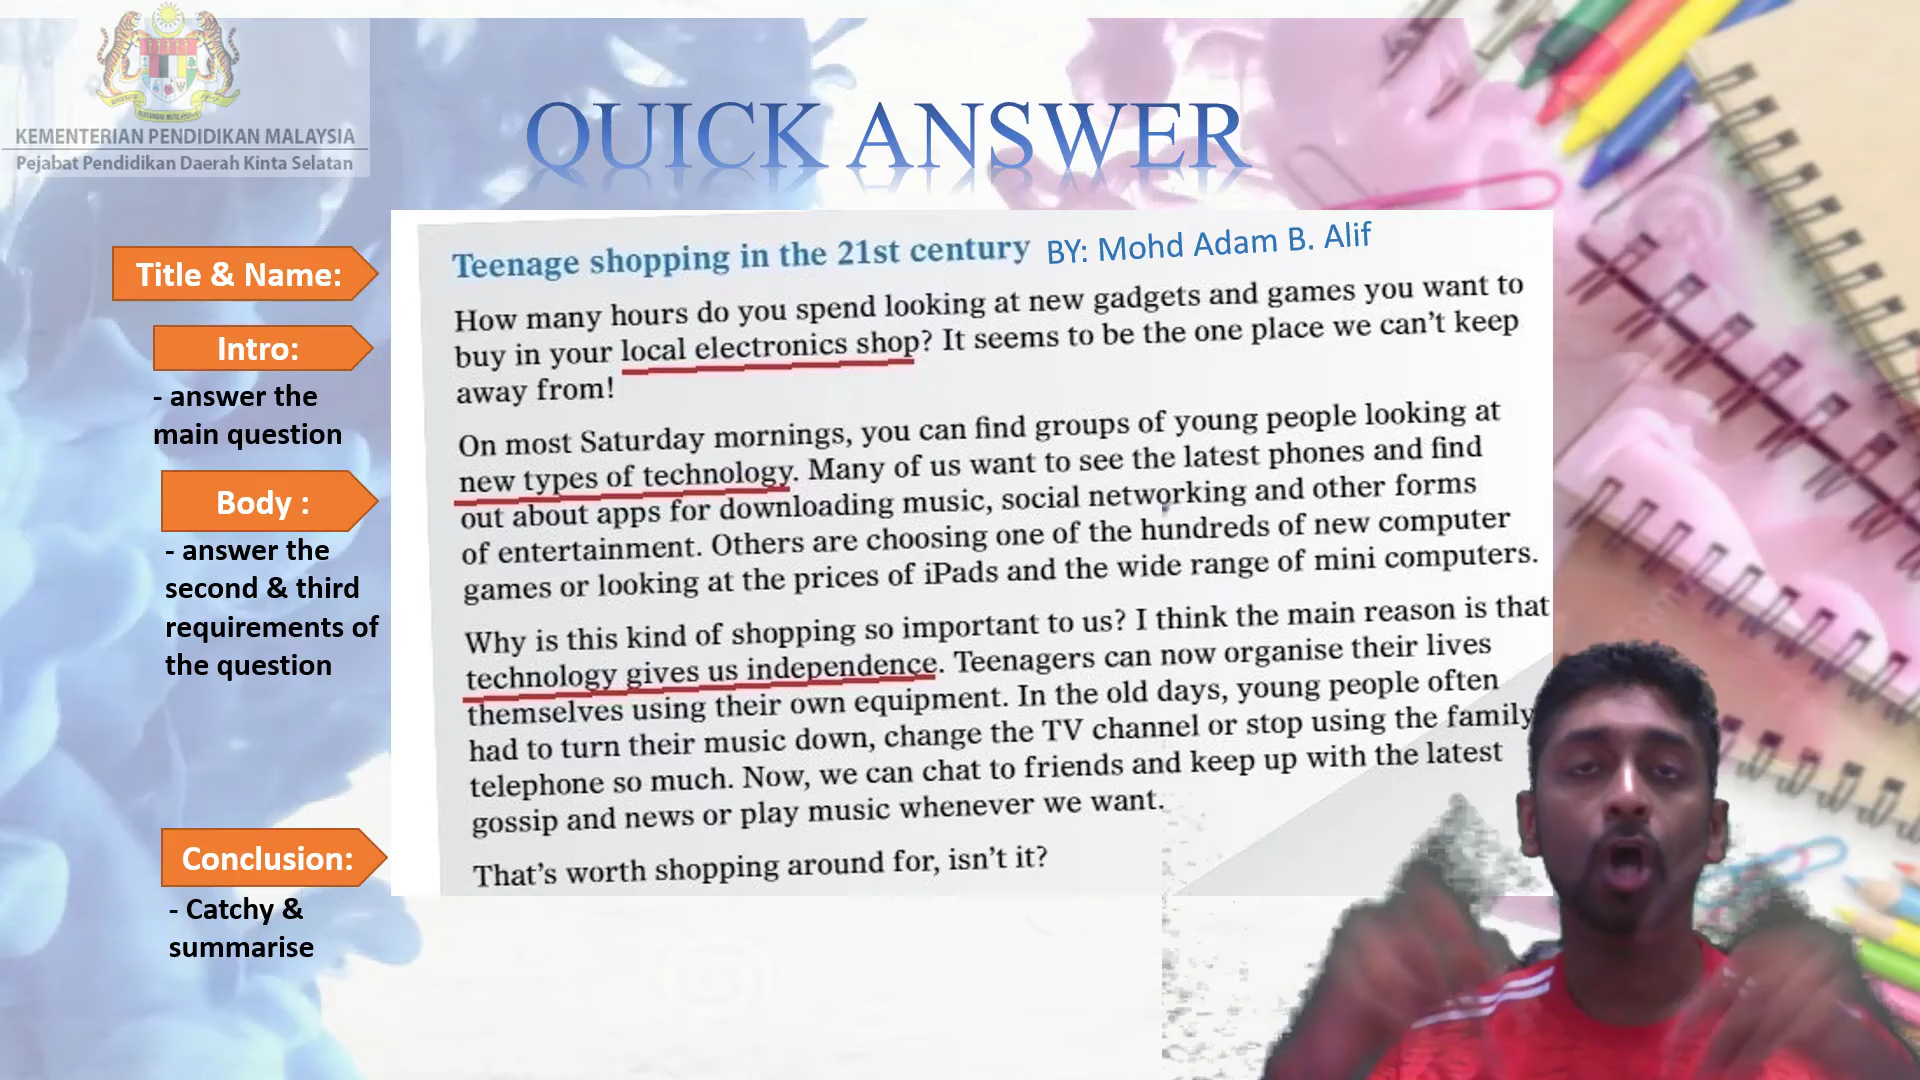 KEMENTERIAN PENDIDIKAN MALAYSIA
Pejabat Pendidikan Daerah Kinta Selatan
QUICK ANSWER
Title & Name:
Intro:
- answer the
main question
Body :
- answer the
second & third
requirements of
the question
Conclusion:
- Catchy &
summarise
Teenage shopping in the 21st century BY: Mohd Adam B. Alif
How many hours do you spend looking at new gadgets and games you want to
buy in your local electronics shop? It seems to be the one place we can't keep
away from!
On most Saturday mornings, you can find groups of young people looking at
new types of technology. Many of us want to see the latest phones and find
out about apps for downloading music, social networking and other forms
of entertainment. Others are choosing one of the hundreds of new computer
games or looking at the prices of iPads and the wide range of mini computers.
Why is this kind of shopping so important to us? I think the main reason is that
technology gives us independence. Teenagers can now organise their lives
themselves using their own equipment. In the old days, young people often
had to turn their music down, change the TV channel or stop using the family
telephone so much. Now, we can chat to friends and keep up with the latest
gossip and news or play music whenever we want.
That's worth shopping around for, isn't it?